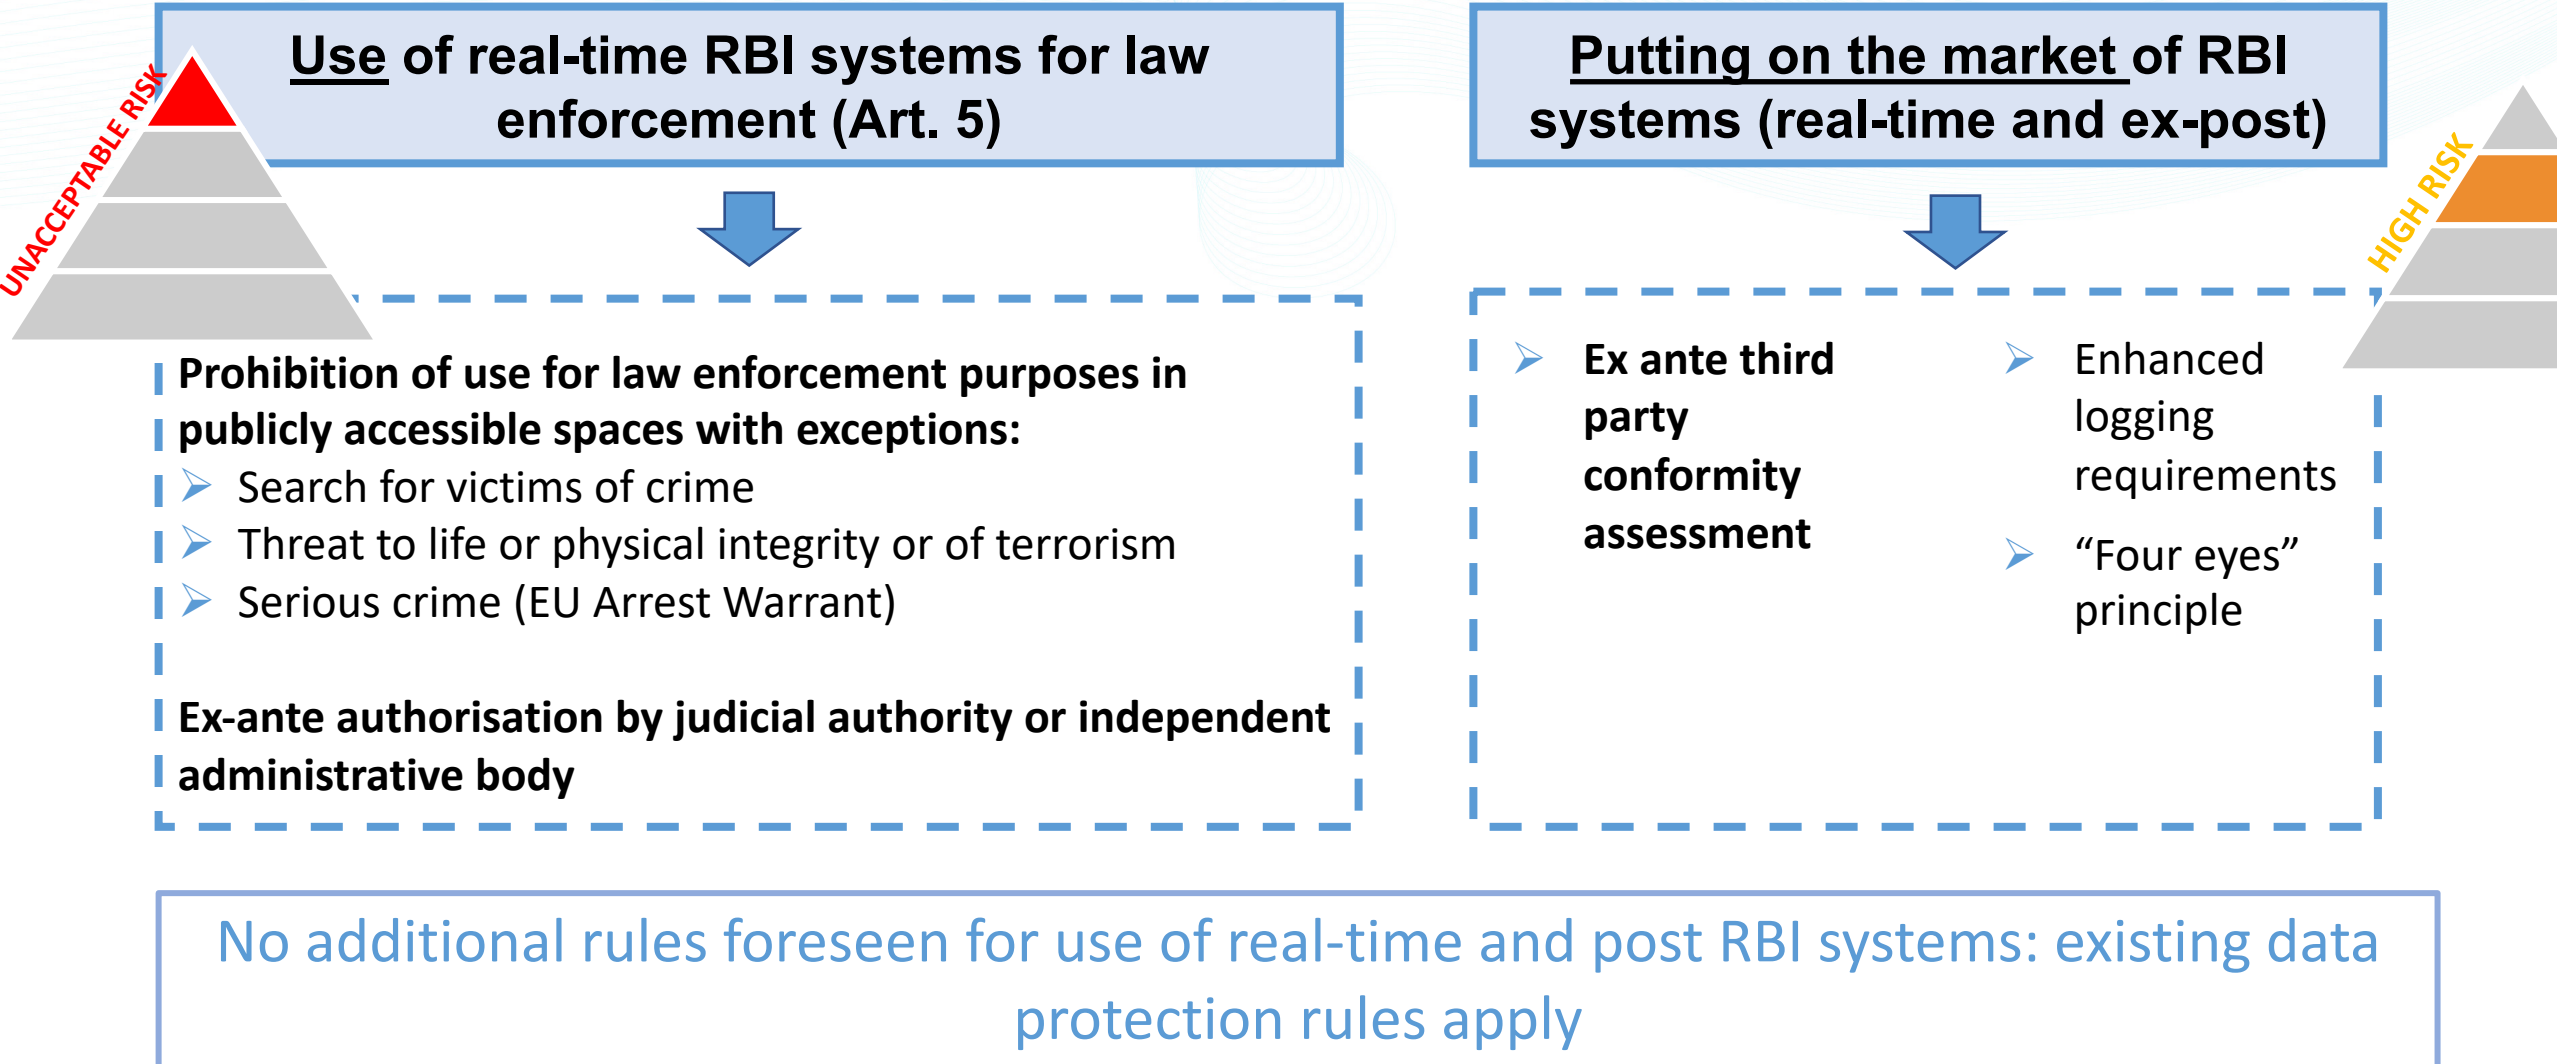 Use of real-time RBI systems for law
enforcement (Art. 5)
UNACCEPTABLE RISK
Prohibition of use for law enforcement purposes in
publicly accessible spaces with exceptions:
➢ Search for victims of crime
➢ Threat to life or physical integrity or of terrorism
➢ Serious crime (EU Arrest Warrant)
Ex-ante authorisation by judicial authority or independent
administrative body
Putting on the market of RBI
systems (real-time and ex-post)
HIGH RISK
➢ Ex ante third
party
conformity
assessment
➢ Enhanced
logging
requirements
➢ “Four eyes”
principle
No additional rules foreseen for use of real-time and post RBI systems: existing data
protection rules apply